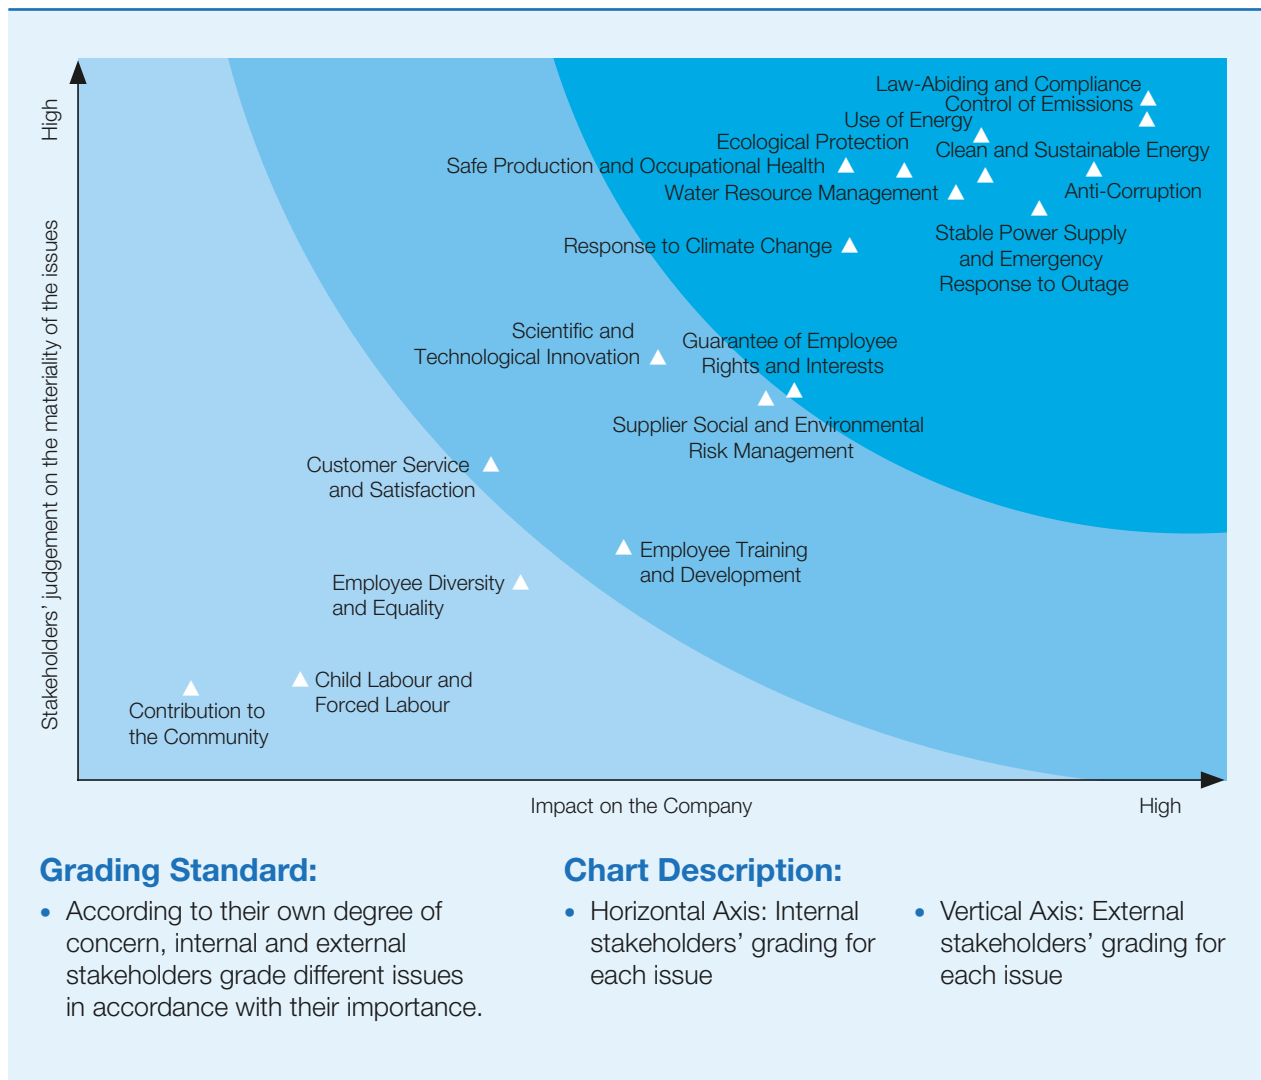 High
Stakeholders’ judgement on the materiality of the issues
Law-Abiding and Compliance
Control of Emissions
Use of Energy
Ecological Protection
Clean and Sustainable Energy
Safe Production and Occupational Health
Water Resource Management
Anti-Corruption
Stable Power Supply
and Emergency
Response to Outage
Response to Climate Change
Scientific and
Technological Innovation
Guarantee of Employee
Rights and Interests
Supplier Social and Environmental
Risk Management
Customer Service
and Satisfaction
Employee Training
and Development
Employee Diversity
and Equality
Child Labour and
Forced Labour
Contribution to
the Community
Impact on the Company
High
Grading Standard:
• According to their own degree of
concern, internal and external
stakeholders grade different issues
in accordance with their importance.
Chart Description:
• Horizontal Axis: Internal
stakeholders’ grading for
each issue
• Vertical Axis: External
stakeholders’ grading for
each issue